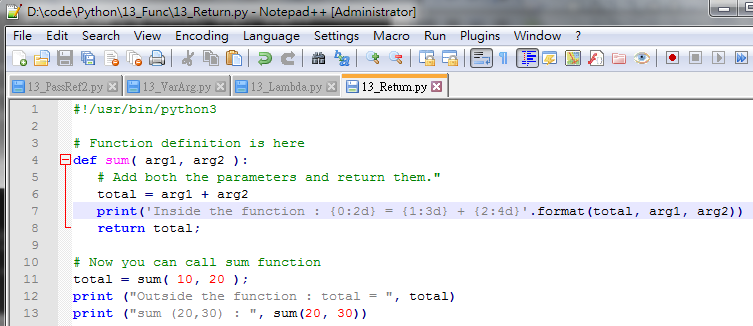 D:\code\Python\13_Func\13_Return.py - Notepad++ [Administrator]
File Edit Search View Encoding Language Settings Macro Run Plugins Window ?
13_PassRef2.py 13_VarArg.py 13_Lambda.py 13_Return.py
1 #!/usr/bin/python3
2
3 # Function definition is here
4 def sum( arg1, arg2 ):
5 # Add both the parameters and return them."
6 total = arg1 + arg2
7 print('Inside the function : {0:2d} = {1:3d} + {2:4d}'.format(total, arg1, arg2))
8 return total;
9
10 # Now you can call sum function
11 total = sum( 10, 20 );
12 print ("Outside the function : total = ", total)
13 print ("sum (20,30) : ", sum(20, 30))